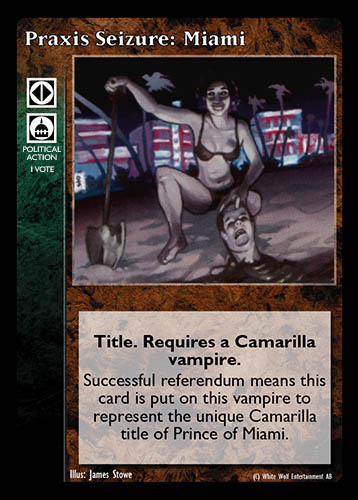 Praxis Seizure: Miami
POLITICAL
ACTION
1 VOTE
Title. Requires a Camarilla
vampire.
Successful referendum means this
card is put on this vampire to
represent the unique Camarilla
title of Prince of Miami.
Illus: James Stowe
(C) White Wolf Entertainment AB